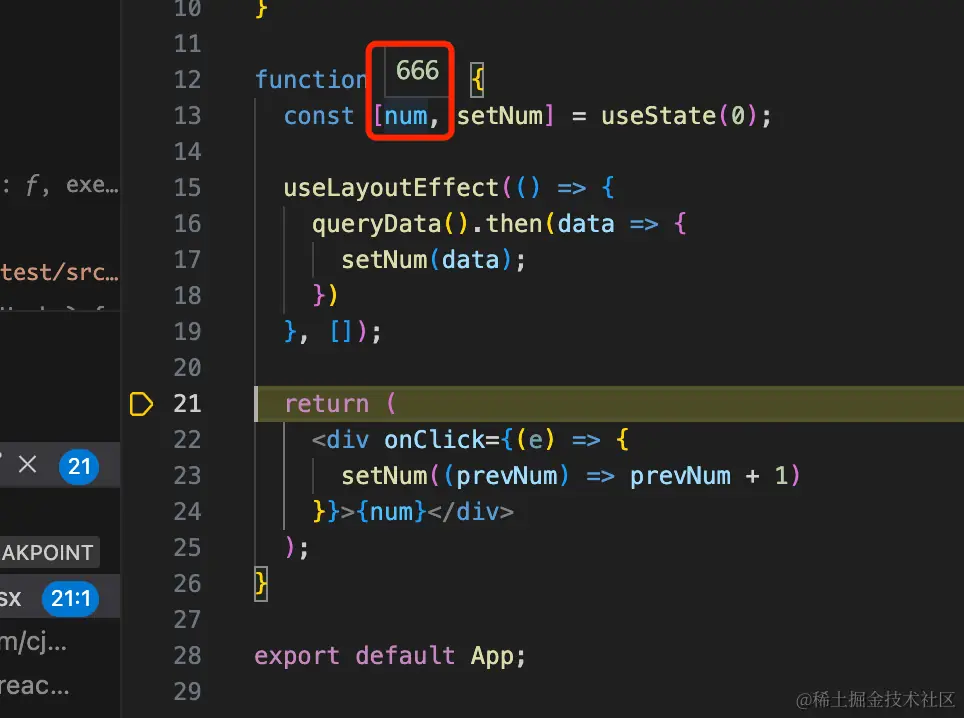 10 }
11
666
12 function {
13 const [num, setNum] = useState(0);
14
15 useLayoutEffect(() => {
: f, exe…
16 queryData().then(data => {
17 setNum(data);
test/src…
18 })
19 }, []);
20
21 return (
22 <div onClick={(e) => {
21
23 setNum((prevNum) => prevNum + 1)
24 }}>{num}</div>
25 );
AKPOINT
26 }
sx 21:1
27
m/cj…
28 export default App;
reac…
29
@稀土掘金技术社区